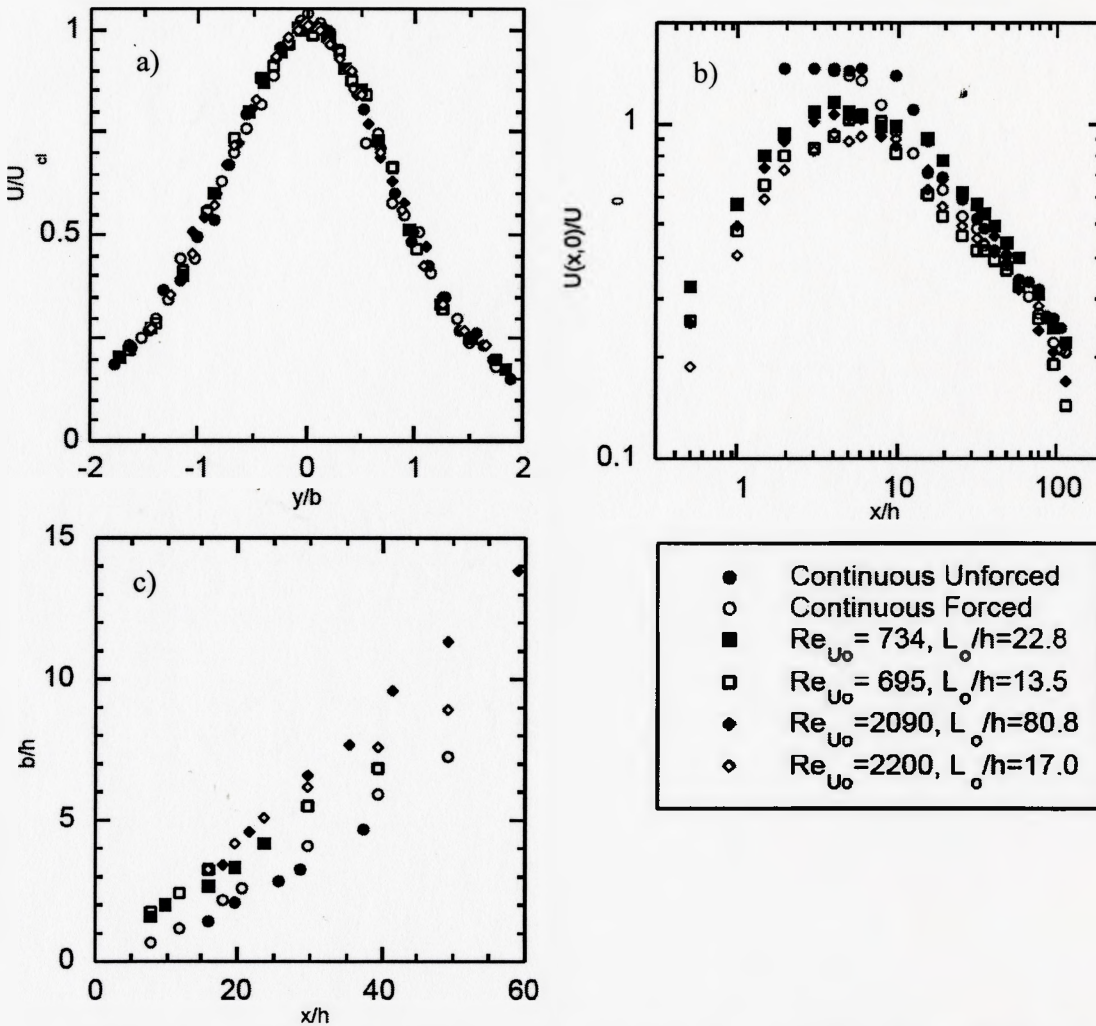 a)
U/U cl
1
0.5
0
-2 -1 0 1 2
y/b
b)
U(x,0)/U o
1
0.1
1 10 100
x/h
c)
b/h
15
10
5
0
0 20 40 60
x/h
● Continuous Unforced
○ Continuous Forced
■ Re Uo = 734, L o/h=22.8
□ Re Uo = 695, L o/h=13.5
◆ Re Uo=2090, L o/h=80.8
◇ Re Uo=2200, L o/h=17.0